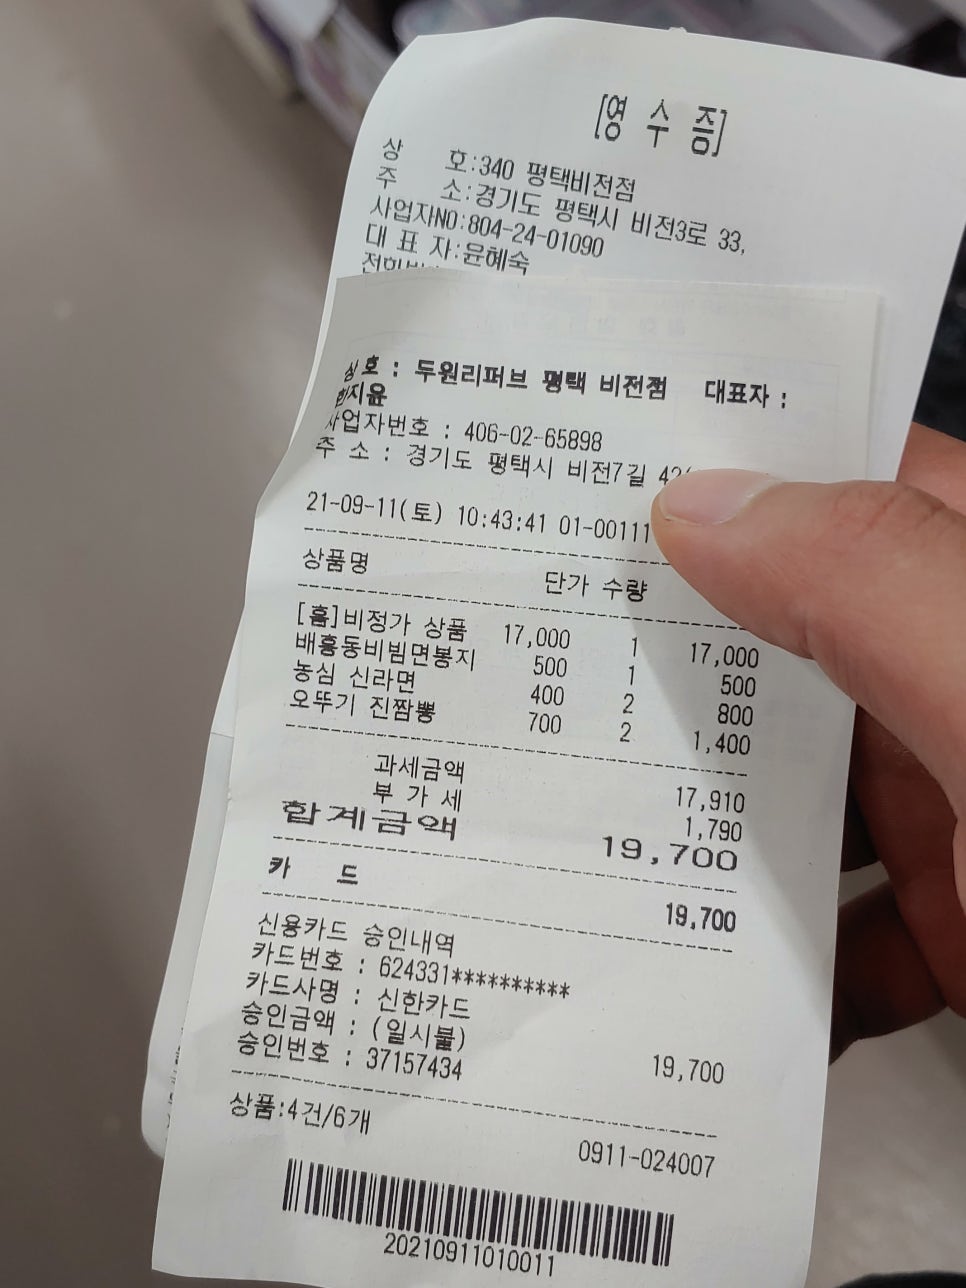 [영 수 증]
상 호:340 평택비전점
주 소:경기도 평택시 비전3로 33,
사업자NO:804-24-01090
대 표 자:윤혜숙
상호 : 두원리퍼브 평택 비전점 대표자 :
한지윤
사업자번호 : 406-02-65898
주 소 : 경기도 평택시 비전7길
21-09-11(토) 10:43:41 01-00111
상품명 단가 수량
[홈]비정가 상품 17,000 1 17,000
배홍동비빔면봉지 500 1 500
농심 신라면 400 2 800
오뚜기 진짬뽕 700 2 1,400
과세금액 17,910
부 가 세 1,790
합계금액 19,700
카 드 19,700
신용카드 승인내역
카드번호 : 624331**********
카드사명 : 신한카드
승인금액 : (일시불) 19,700
승인번호 : 37157434
상품:4건/6개 0911-024007
20210911010011